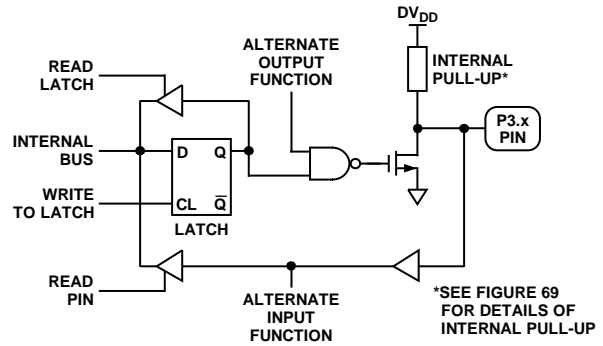 DVDD
ALTERNATE
OUTPUT
FUNCTION
READ
LATCH
INTERNAL
PULL-UP*
P3.x
PIN
INTERNAL
BUS
D Q
WRITE
TO LATCH
CL Q̅
LATCH
READ
PIN
ALTERNATE
INPUT
FUNCTION
*SEE FIGURE 69
FOR DETAILS OF
INTERNAL PULL-UP